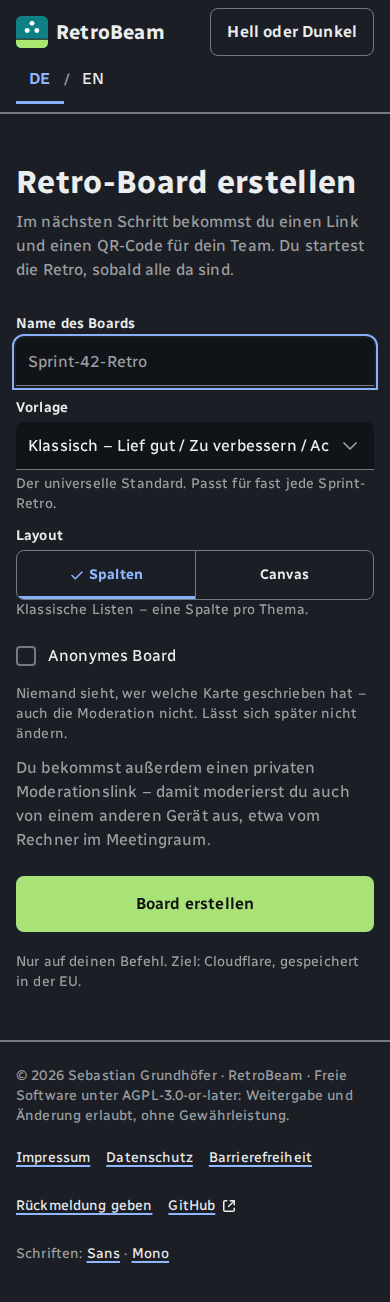 RetroBeam
Hell oder Dunkel
DE / EN
Retro-Board erstellen
Im nächsten Schritt bekommst du einen Link
und einen QR-Code für dein Team. Du startest
die Retro, sobald alle da sind.
Name des Boards
Sprint-42-Retro
Vorlage
Klassisch – Lief gut / Zu verbessern / Ac
Der universelle Standard. Passt für fast jede Sprint-
Retro.
Layout
Spalten
Canvas
Klassische Listen – eine Spalte pro Thema.
Anonymes Board
Niemand sieht, wer welche Karte geschrieben hat –
auch die Moderation nicht. Lässt sich später nicht
ändern.
Du bekommst außerdem einen privaten
Moderationslink – damit moderierst du auch
von einem anderen Gerät aus, etwa vom
Rechner im Meetingraum.
Board erstellen
Nur auf deinen Befehl. Ziel: Cloudflare, gespeichert
in der EU.
© 2026 Sebastian Grundhöfer · RetroBeam · Freie
Software unter AGPL-3.0-or-later: Weitergabe und
Änderung erlaubt, ohne Gewährleistung.
Impressum Datenschutz Barrierefreiheit
Rückmeldung geben GitHub
Schriften: Sans · Mono